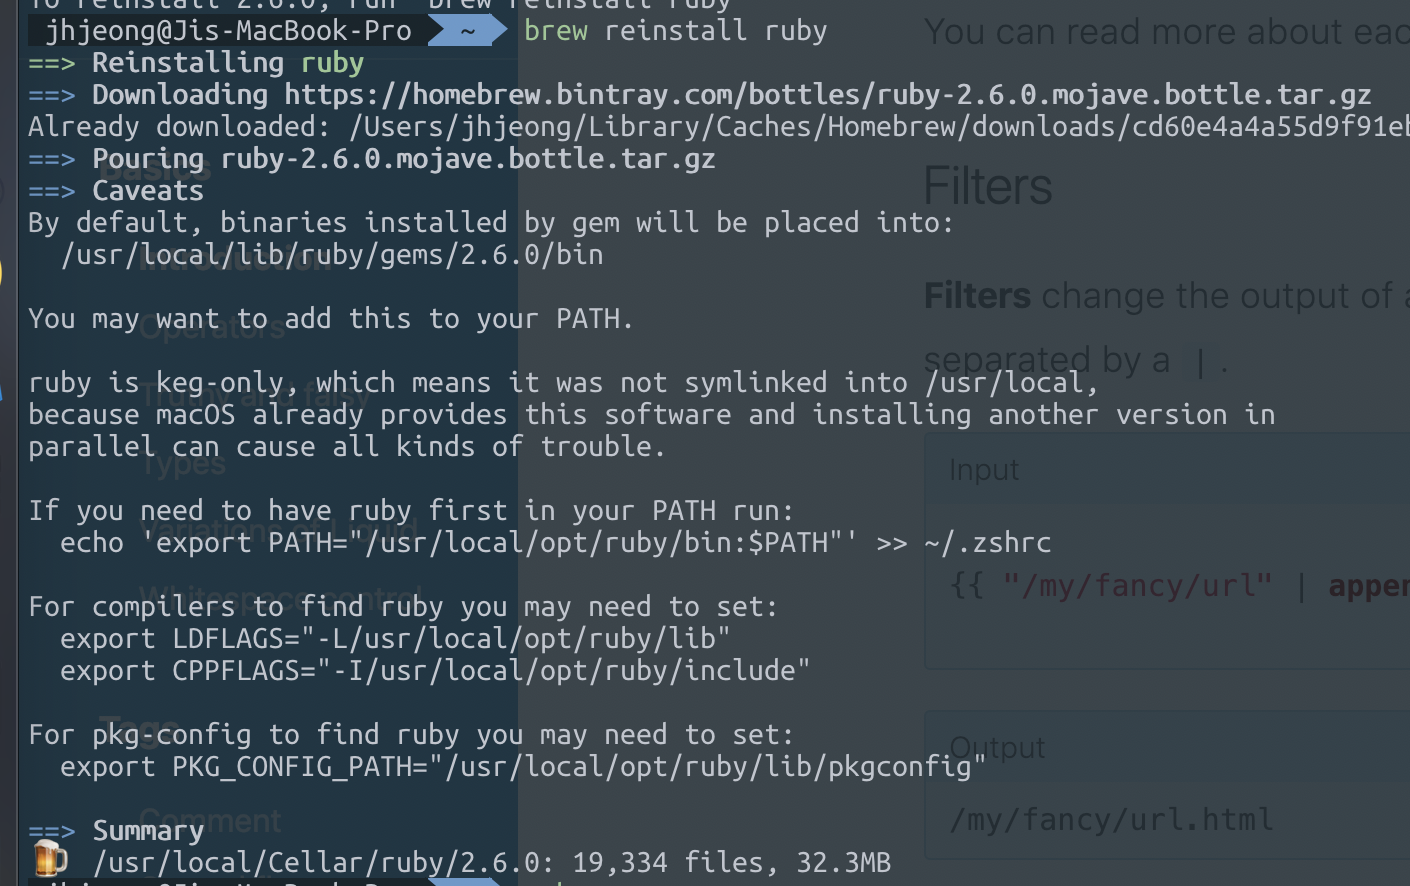 To reinstall 2.6.0, run `brew reinstall ruby`
jhjeong@Jis-MacBook-Pro ~ brew reinstall ruby
==> Reinstalling ruby
==> Downloading https://homebrew.bintray.com/bottles/ruby-2.6.0.mojave.bottle.tar.gz
Already downloaded: /Users/jhjeong/Library/Caches/Homebrew/downloads/cd60e4a4a55d9f91e
==> Pouring ruby-2.6.0.mojave.bottle.tar.gz
==> Caveats
By default, binaries installed by gem will be placed into:
/usr/local/lib/ruby/gems/2.6.0/bin
You may want to add this to your PATH.
ruby is keg-only, which means it was not symlinked into /usr/local,
because macOS already provides this software and installing another version in
parallel can cause all kinds of trouble.
If you need to have ruby first in your PATH run:
echo 'export PATH="/usr/local/opt/ruby/bin:$PATH"' >> ~/.zshrc
For compilers to find ruby you may need to set:
export LDFLAGS="-L/usr/local/opt/ruby/lib"
export CPPFLAGS="-I/usr/local/opt/ruby/include"
For pkg-config to find ruby you may need to set:
export PKG_CONFIG_PATH="/usr/local/opt/ruby/lib/pkgconfig"
==> Summary
🍺 /usr/local/Cellar/ruby/2.6.0: 19,334 files, 32.3MB
Basics
Introduction
Operators
Truthy and falsy
Types
Variations of Liquid
Whitespace control
Tags
Comment
You can read more about eac
Filters
Filters change the output of a
separated by a |.
Input
{{ "/my/fancy/url" | appen
Output
/my/fancy/url.html